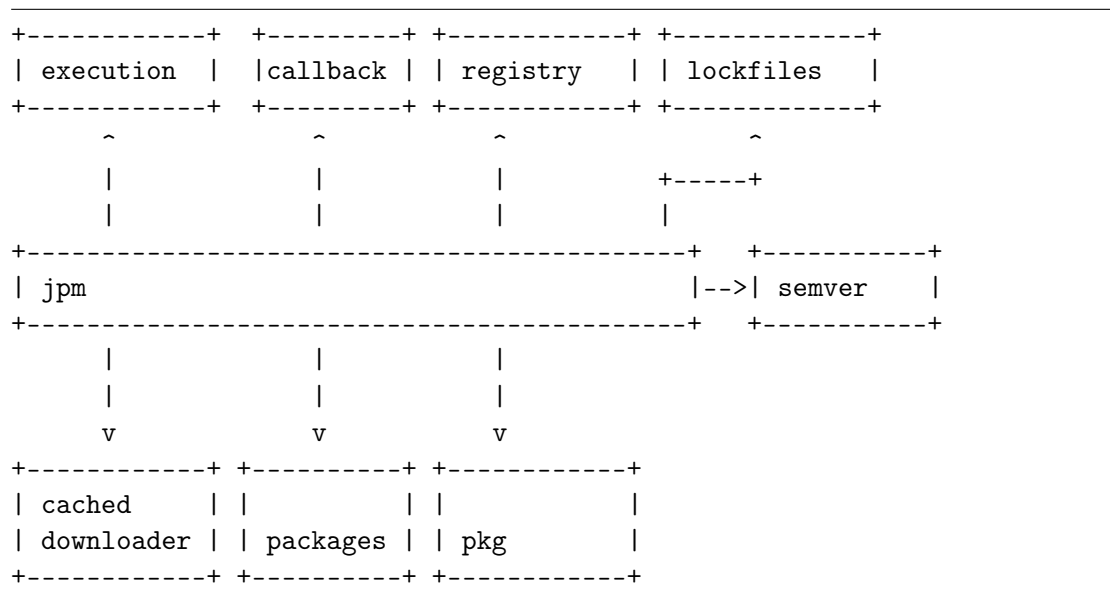 +------------+  +---------+ +------------+ +-------------+
| execution  |  |callback | | registry   | | lockfiles   |
+------------+  +---------+ +------------+ +-------------+
      ^             ^           ^                ^
      |             |           |          +-----+
      |             |           |          |
+--------------------------------------------+   +-----------+
| jpm                                        |-->| semver    |
+--------------------------------------------+   +-----------+
      |             |           |
      |             |           |
      v             v           v
+------------+ +----------+ +------------+
| cached     | |          | |            |
| downloader | | packages | | pkg        |
+------------+ +----------+ +------------+